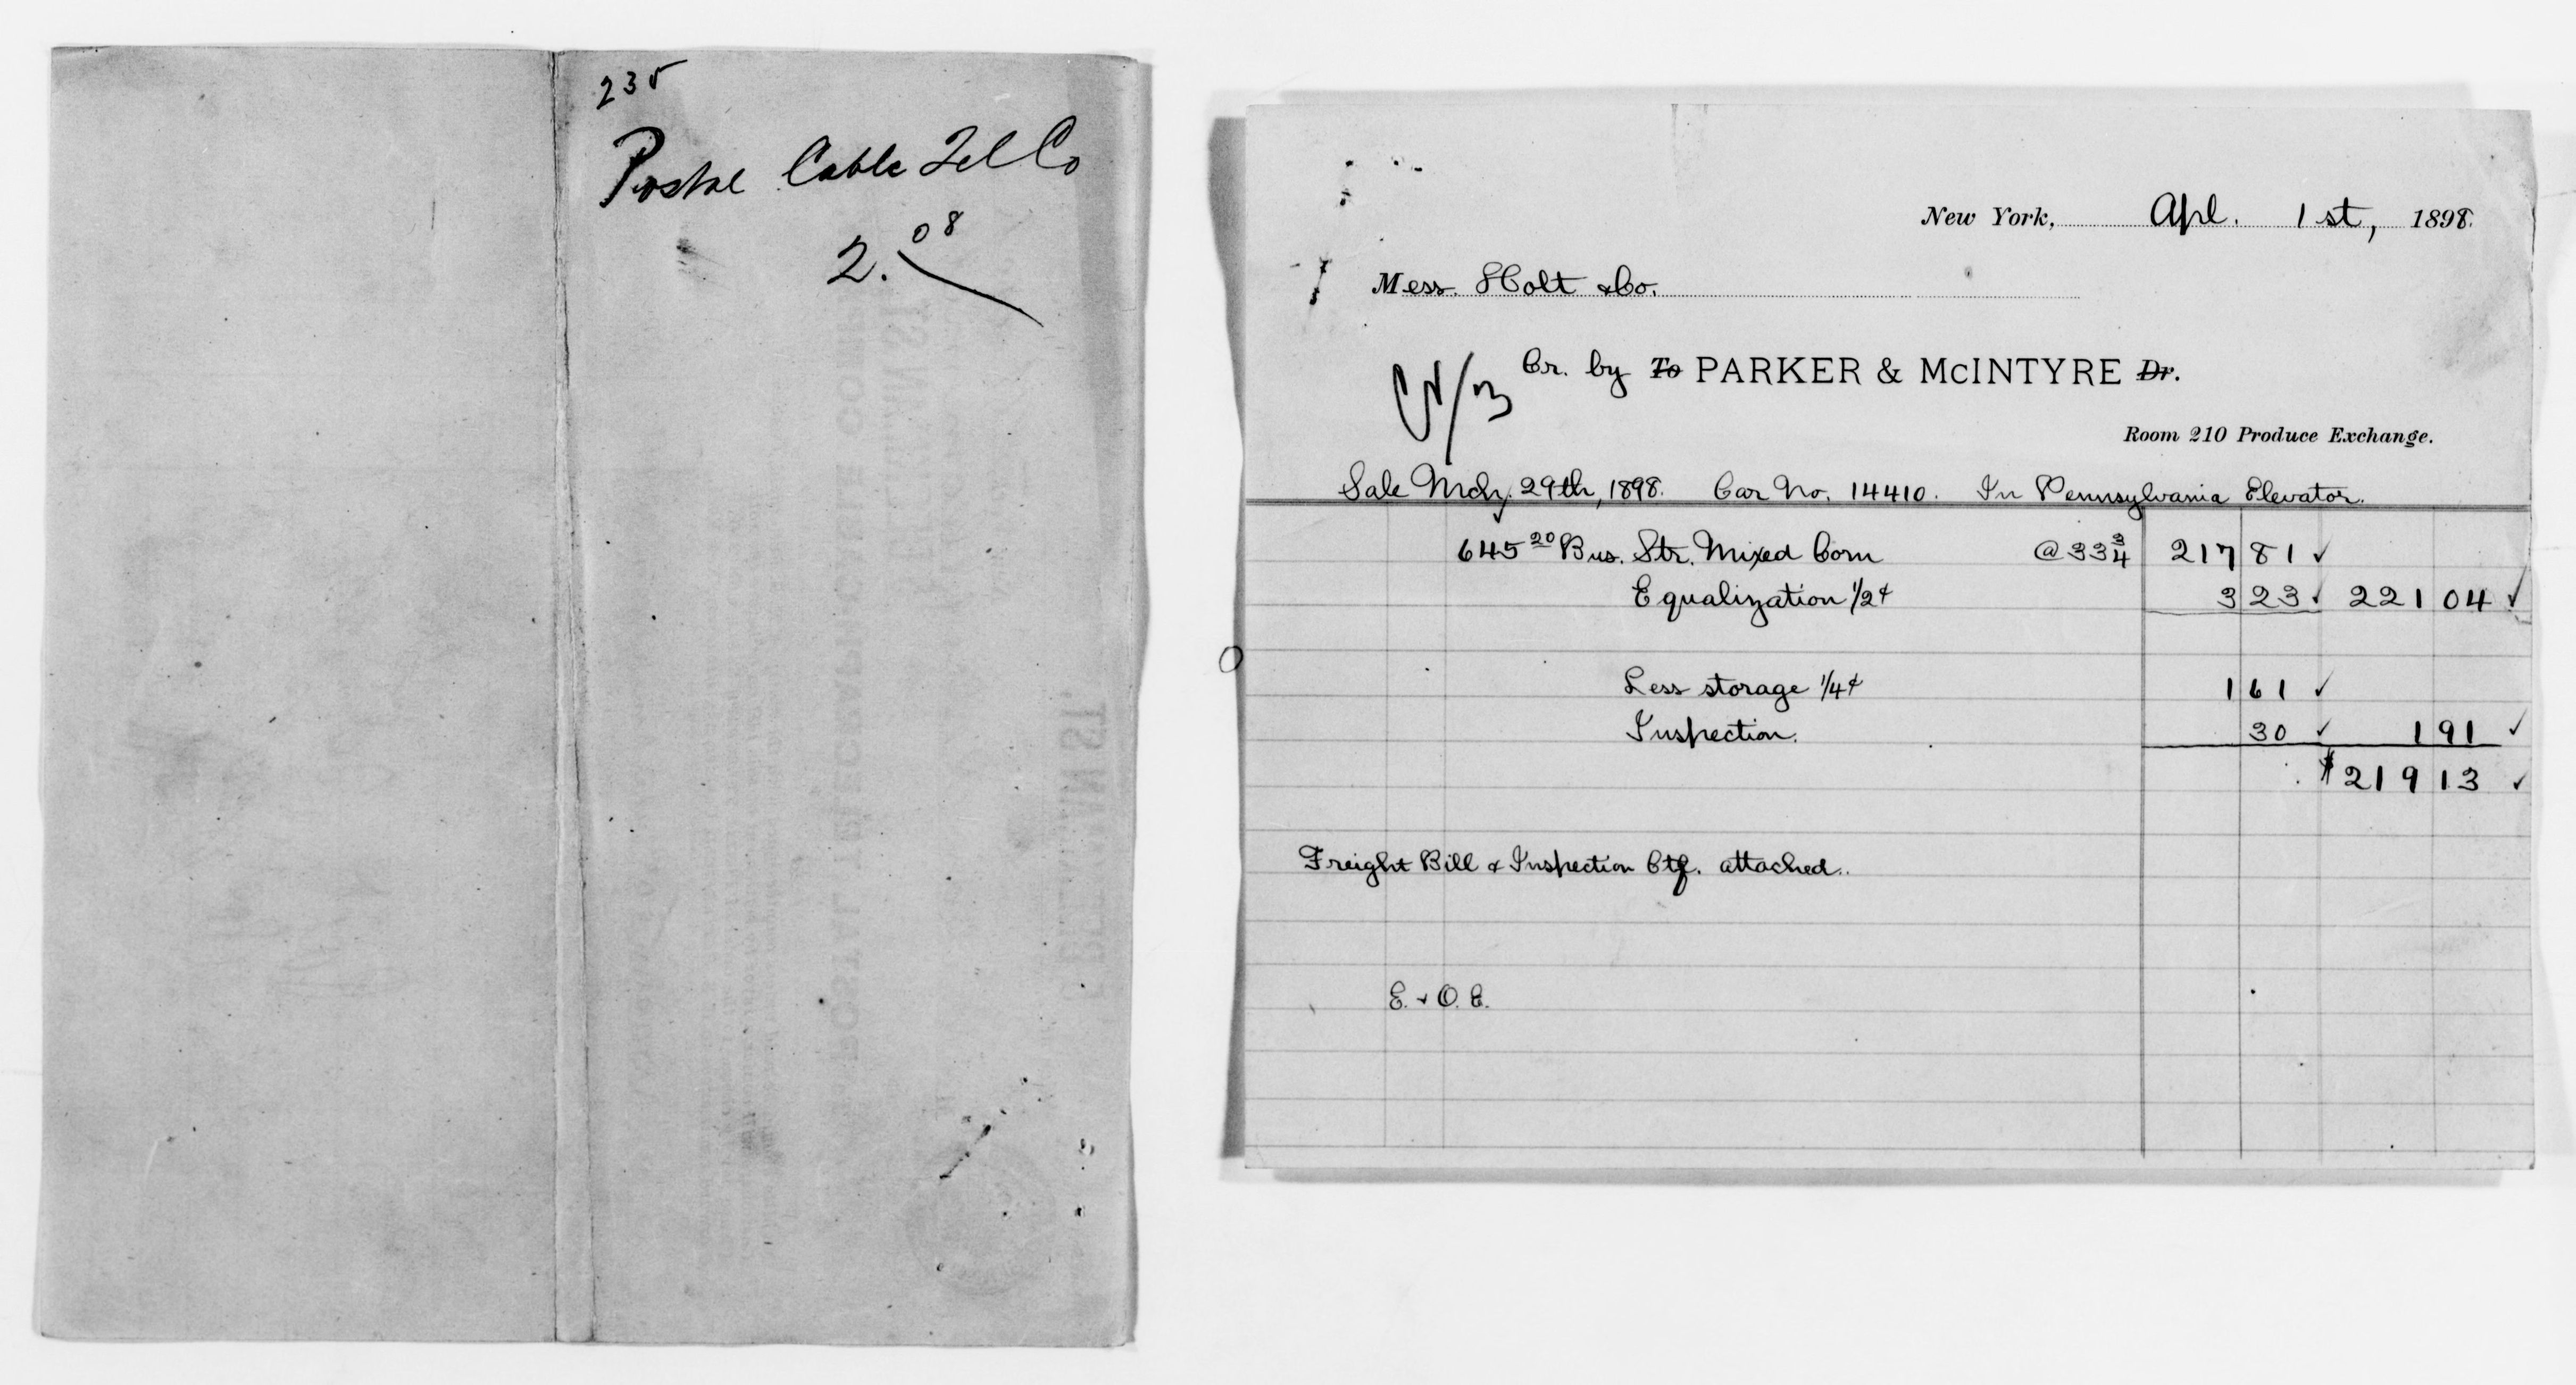 235
Postal Cable Tel Co
2.08
New York, Apl. 1st, 1898.
Mess. Holt & Co.
Cr. by To PARKER & McINTYRE Dr.
Room 210 Produce Exchange.
Sale Mch. 29th, 1898. Car No. 14410. In Pennsylvania Elevator.
645 20 Bus. Str. Mixed Corn @ 33 3/4 217 81 ✓
Equalization 1/2¢ 3 23 ✓ 221 04 ✓
Less storage 1/4¢ 1 61 ✓
Inspection. 30 ✓ 1 91 ✓
$219 13 ✓
Freight Bill & Inspection Ctf. attached.
E. & O. E.